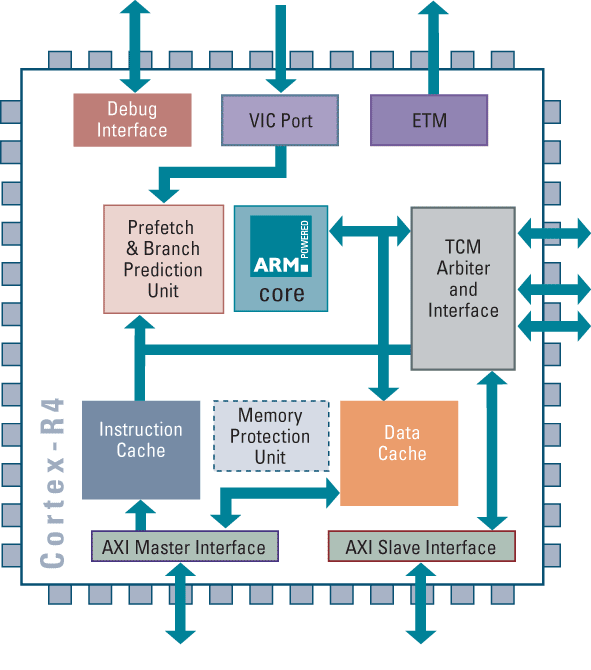 Debug
Interface
VIC Port
ETM
Prefetch
& Branch
Prediction
Unit
ARM
POWERED
core
TCM
Arbiter
and
Interface
Instruction
Cache
Memory
Protection
Unit
Data
Cache
Cortex-R4
AXI Master Interface
AXI Slave Interface